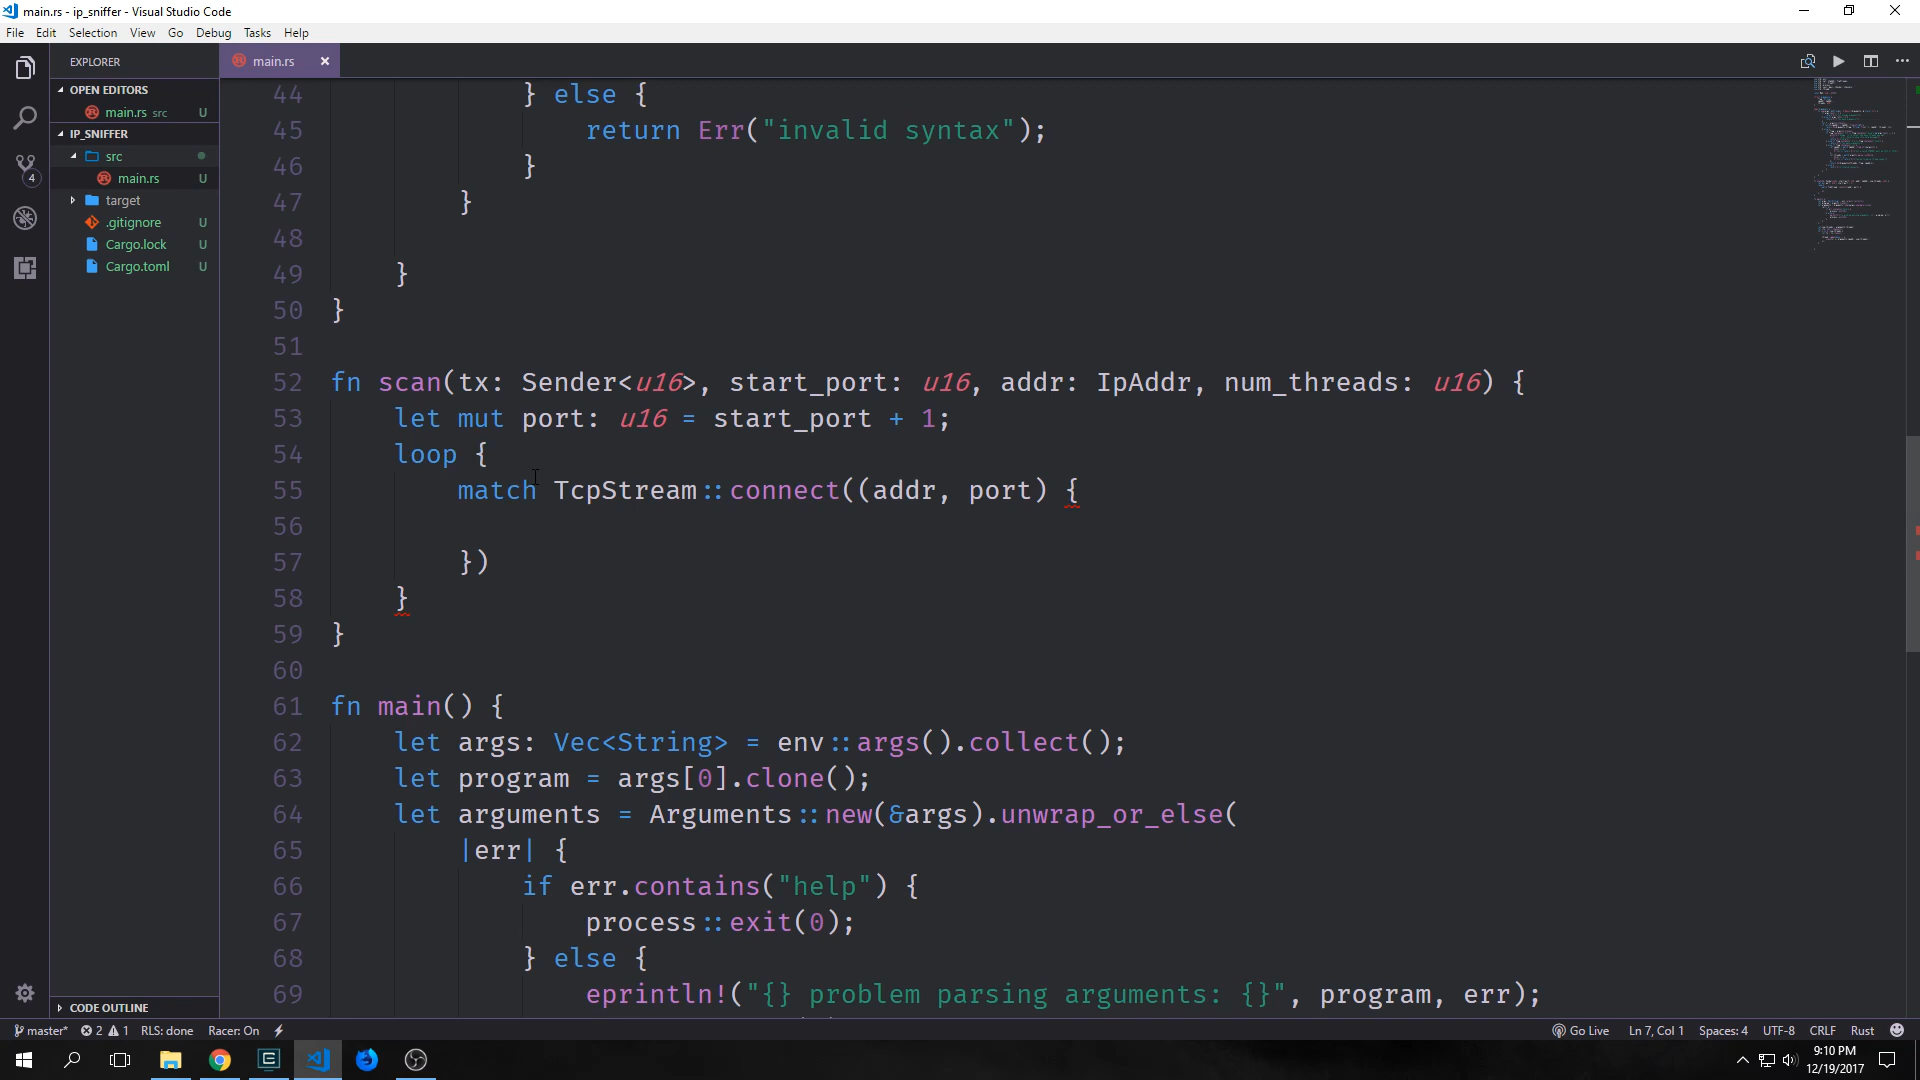 main.rs - ip_sniffer - Visual Studio Code
File Edit Selection View Go Debug Tasks Help
EXPLORER
main.rs
OPEN EDITORS
main.rs src U
IP_SNIFFER
src
main.rs U
target
.gitignore U
Cargo.lock U
Cargo.toml U
4
44 } else {
45 return Err("invalid syntax");
46 }
47 }
48
49 }
50 }
51
52 fn scan(tx: Sender<u16>, start_port: u16, addr: IpAddr, num_threads: u16) {
53 let mut port: u16 = start_port + 1;
54 loop {
55 match TcpStream::connect((addr, port) {
56
57 })
58 }
59 }
60
61 fn main() {
62 let args: Vec<String> = env::args().collect();
63 let program = args[0].clone();
64 let arguments = Arguments::new(&args).unwrap_or_else(
65 |err| {
66 if err.contains("help") {
67 process::exit(0);
68 } else {
69 eprintln!("{} problem parsing arguments: {}", program, err);
CODE OUTLINE
master* 2 1 RLS: done Racer: On Go Live Ln 7, Col 1 Spaces: 4 UTF-8 CRLF Rust
9:10 PM
12/19/2017